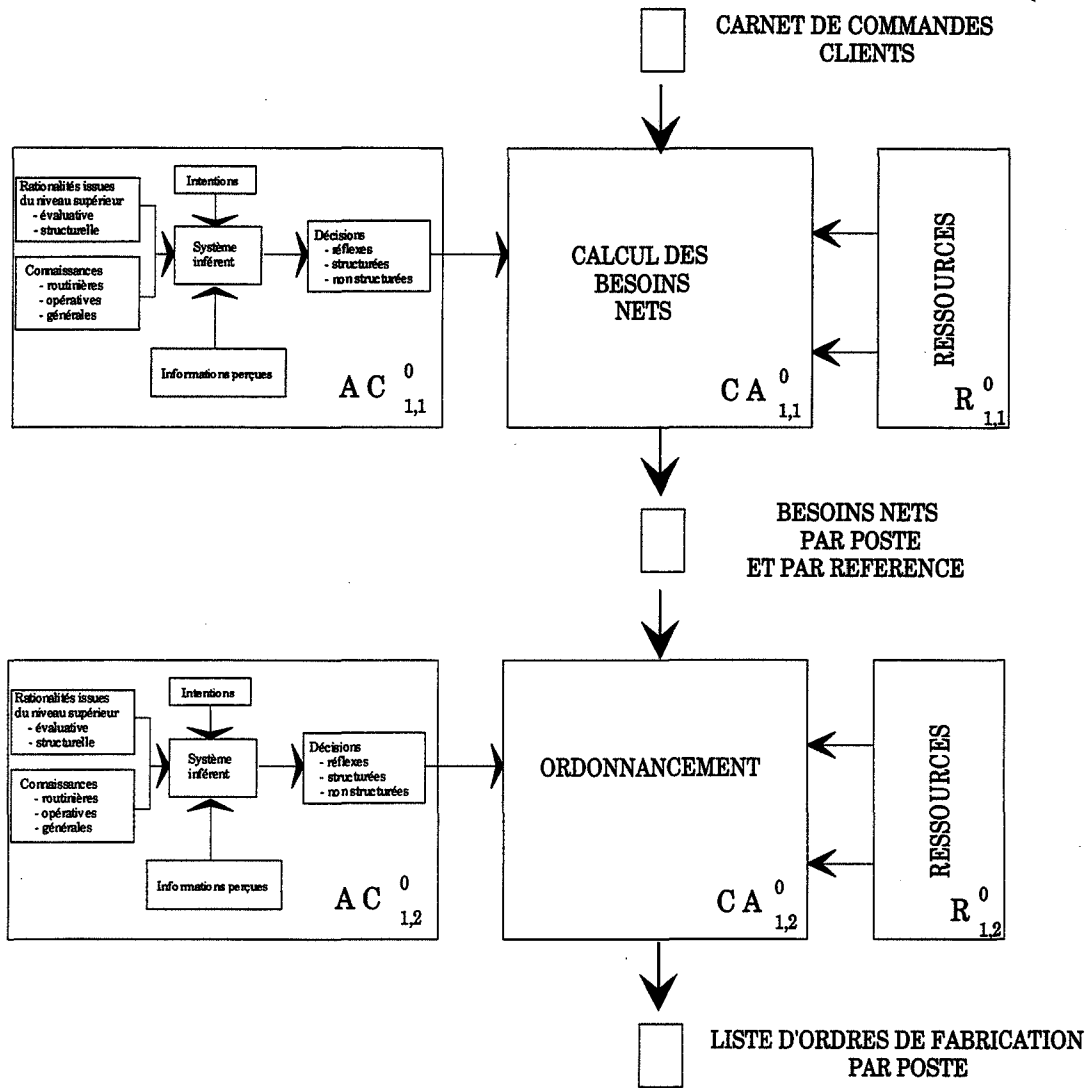 CARNET DE COMMANDES
CLIENTS
Rationalités issues
du niveau supérieur
- évaluative
- structurelle
Connaissances
- routinières
- opératives
- générales
Intentions
Système
inférent
Informations perçues
Décisions
- réflexes
- structurées
- non structurées
A C 0
1,1
CALCUL DES
BESOINS
NETS
C A 0
1,1
RESSOURCES
R 0
1,1
BESOINS NETS
PAR POSTE
ET PAR REFERENCE
Rationalités issues
du niveau supérieur
- évaluative
- structurelle
Connaissances
- routinières
- opératives
- générales
Intentions
Système
inférent
Informations perçues
Décisions
- réflexes
- structurées
- non structurées
A C 0
1,2
ORDONNANCEMENT
C A 0
1,2
RESSOURCES
R 0
1,2
LISTE D'ORDRES DE FABRICATION
PAR POSTE